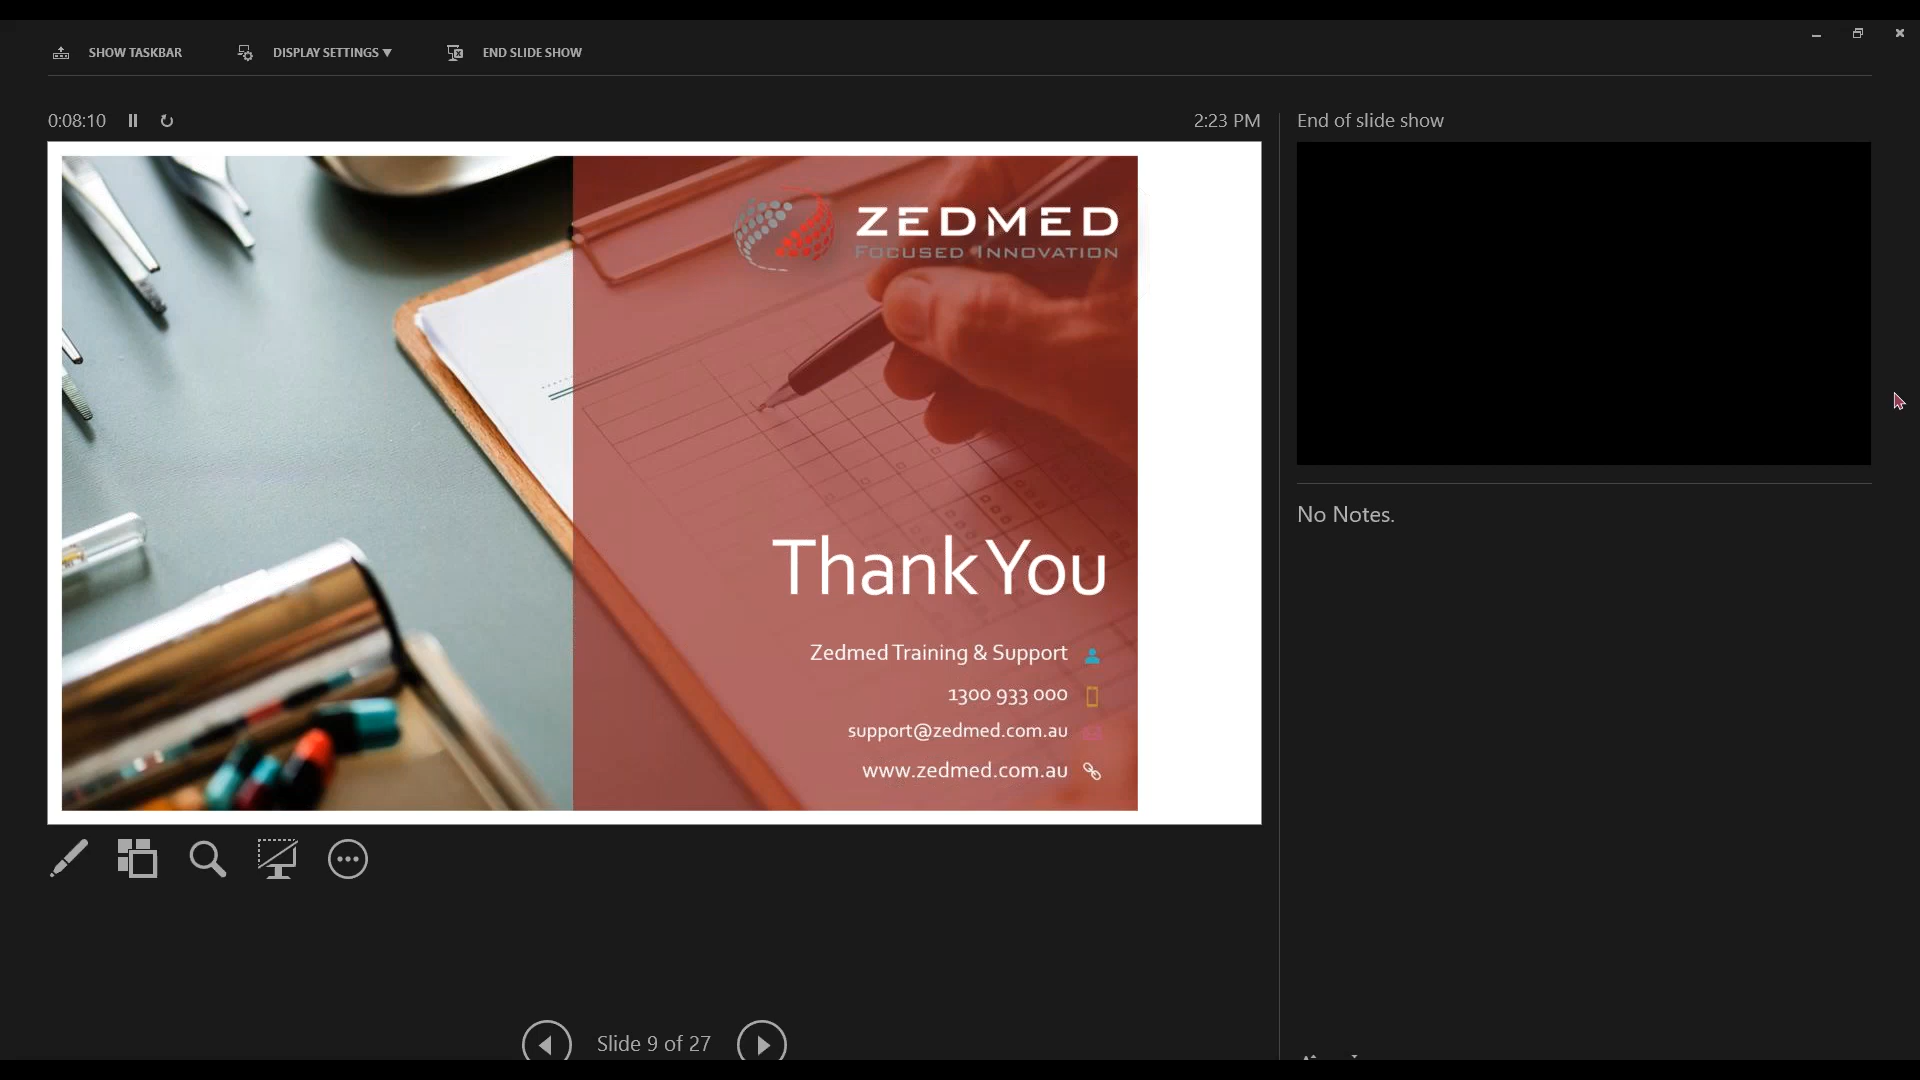 SHOW TASKBAR
DISPLAY SETTINGS ▼
END SLIDE SHOW
0:08:10
2:23 PM
End of slide show
ZEDMED
FOCUSED INNOVATION
Thank You
Zedmed Training & Support
1300 933 000
support@zedmed.com.au
www.zedmed.com.au
No Notes.
Slide 9 of 27